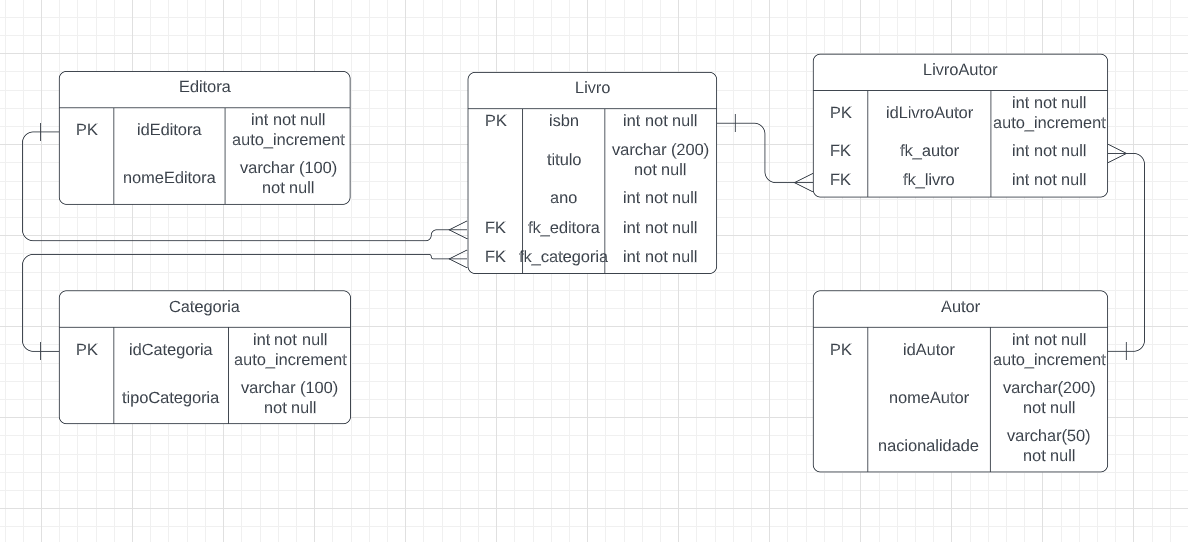 Editora
PK idEditora int not null
auto_increment
nomeEditora varchar (100)
not null
Categoria
PK idCategoria int not null
auto_increment
tipoCategoria varchar (100)
not null
Livro
PK isbn int not null
titulo varchar (200)
not null
ano int not null
FK fk_editora int not null
FK fk_categoria int not null
LivroAutor
PK idLivroAutor int not null
auto_increment
FK fk_autor int not null
FK fk_livro int not null
Autor
PK idAutor int not null
auto_increment
nomeAutor varchar(200)
not null
nacionalidade varchar(50)
not null